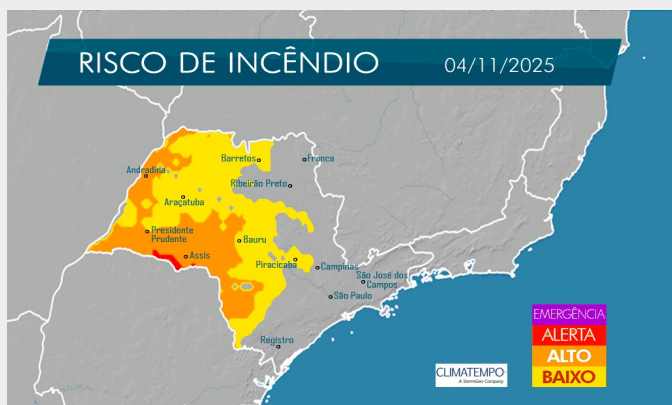 RISCO DE INCÊNDIO
04/11/2025
Barretos
Franca
Andradina
Ribeirão Preto
Araçatuba
Presidente
Prudente
Bauru
Assis
Piracicaba
Campinas
São José dos
Campos
São Paulo
Registro
EMERGÊNCIA
ALERTA
ALTO
BAIXO
CLIMATEMPO
A StormGeo Company